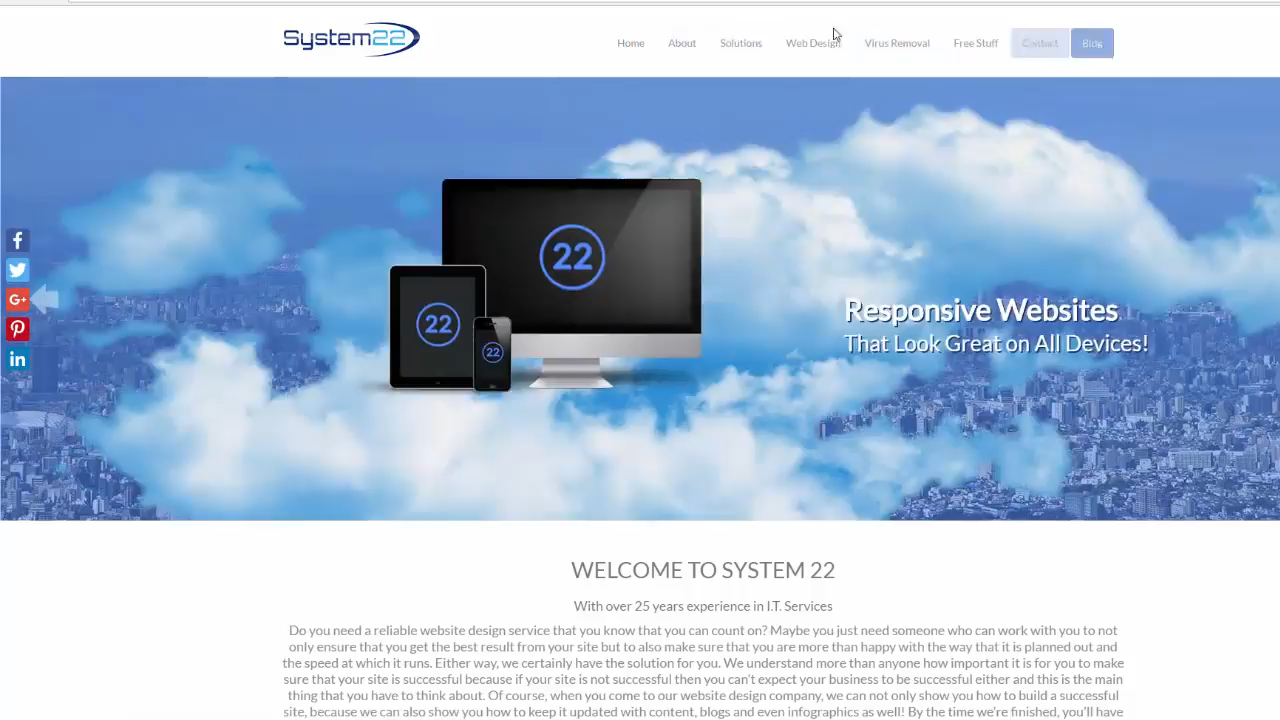 System22
Home About Solutions Web Design Virus Removal Free Stuff Contact Blog
22
22
22
Responsive Websites
That Look Great on All Devices!
f
G+
in
WELCOME TO SYSTEM 22
With over 25 years experience in I.T. Services
Do you need a reliable website design service that you know that you can count on? Maybe you just need someone who can work with you to not
only ensure that you get the best result from your site but to also make sure that you are more than happy with the way that it is planned out and
the speed at which it runs. Either way, we certainly have the solution for you. We understand more than anyone how important it is for you to make
sure that your site is successful because if your site is not successful then you can't expect your business to be successful either and this is the main
thing that you have to think about. Of course, when you come to our website design company, we can not only show you how to build a successful
site, because we can also show you how to keep it updated with content, blogs and even infographics as well! By the time we're finished, you'll have